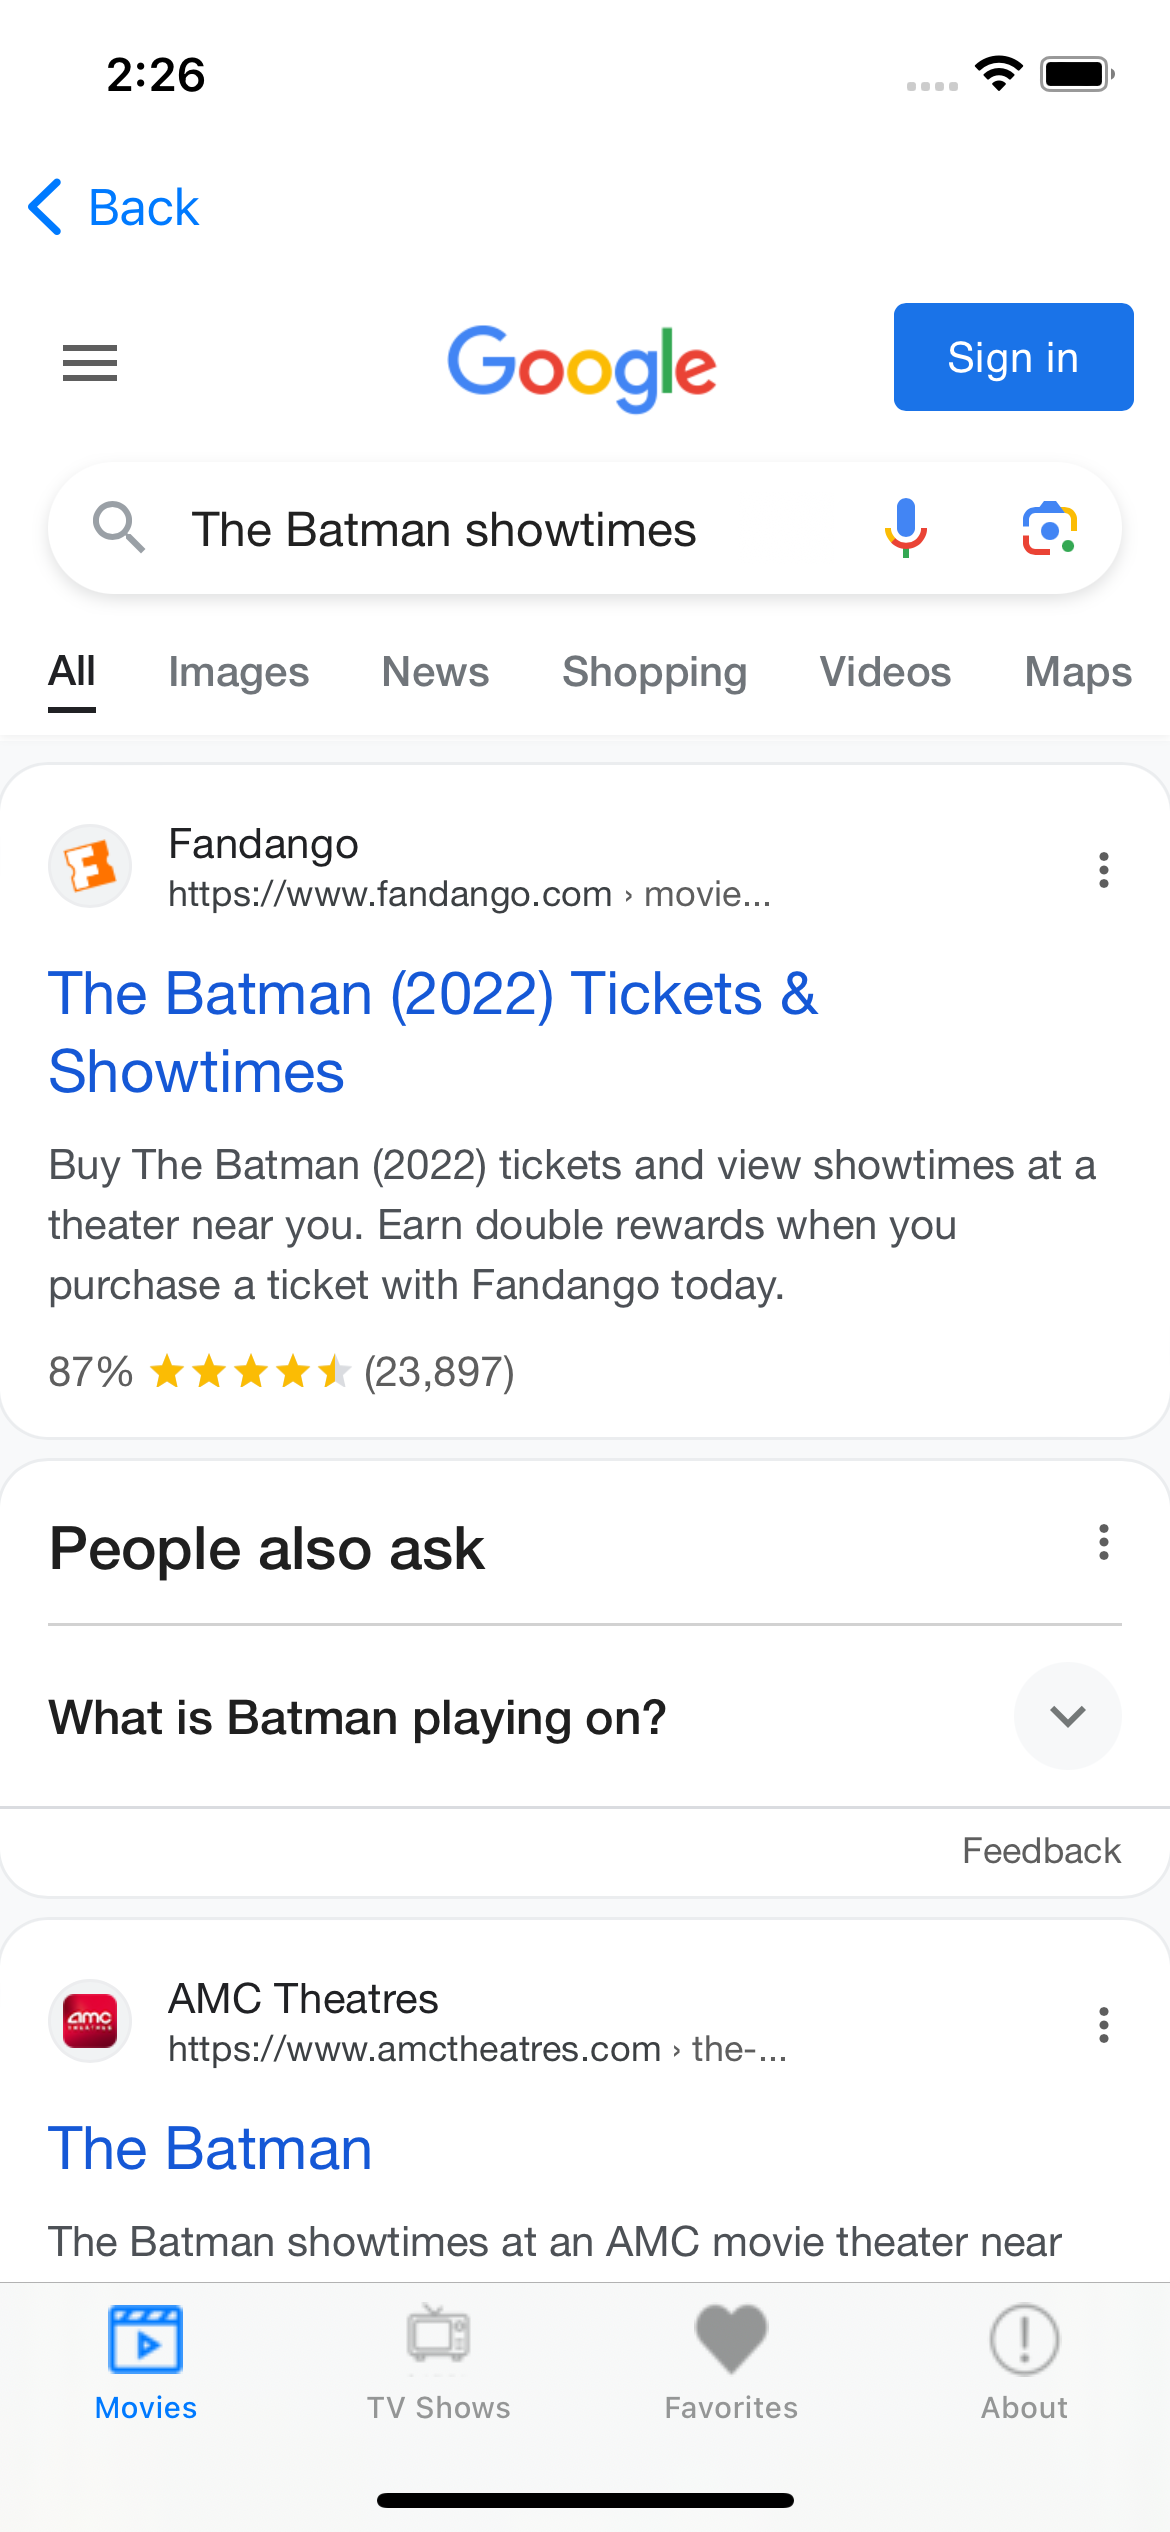 2:26
Back
Google
Sign in
The Batman showtimes
All Images News Shopping Videos Maps
Fandango
https://www.fandango.com › movie...
The Batman (2022) Tickets &
Showtimes
Buy The Batman (2022) tickets and view showtimes at a
theater near you. Earn double rewards when you
purchase a ticket with Fandango today.
87% (23,897)
People also ask
What is Batman playing on?
Feedback
amc
THEATRES
AMC Theatres
https://www.amctheatres.com › the-...
The Batman
The Batman showtimes at an AMC movie theater near
Movies TV Shows Favorites About